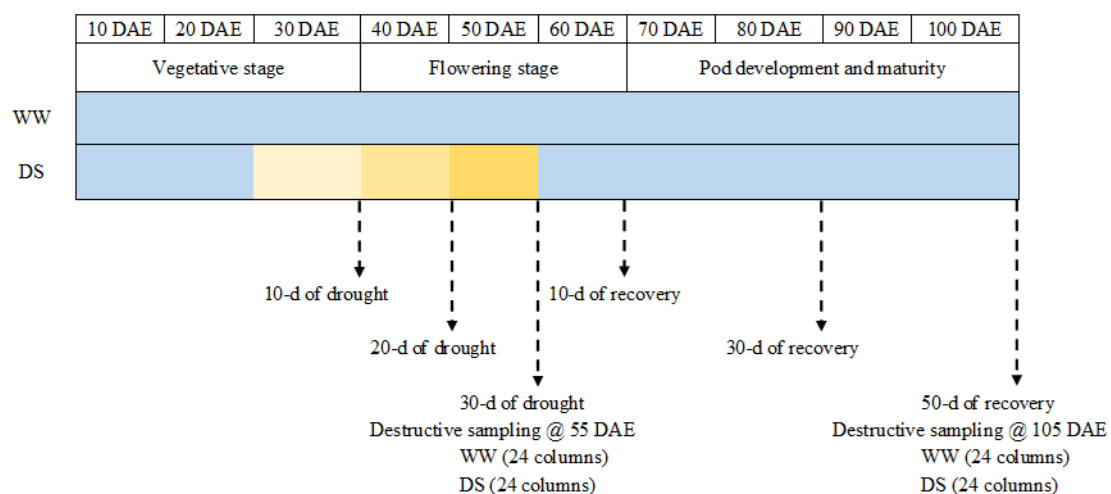 10 DAE 20 DAE 30 DAE 40 DAE 50 DAE 60 DAE 70 DAE 80 DAE 90 DAE 100 DAE
Vegetative stage Flowering stage Pod development and maturity
WW
DS
10-d of drought 10-d of recovery
20-d of drought 30-d of recovery
30-d of drought 50-d of recovery
Destructive sampling @ 55 DAE Destructive sampling @ 105 DAE
WW (24 columns) WW (24 columns)
DS (24 columns) DS (24 columns)